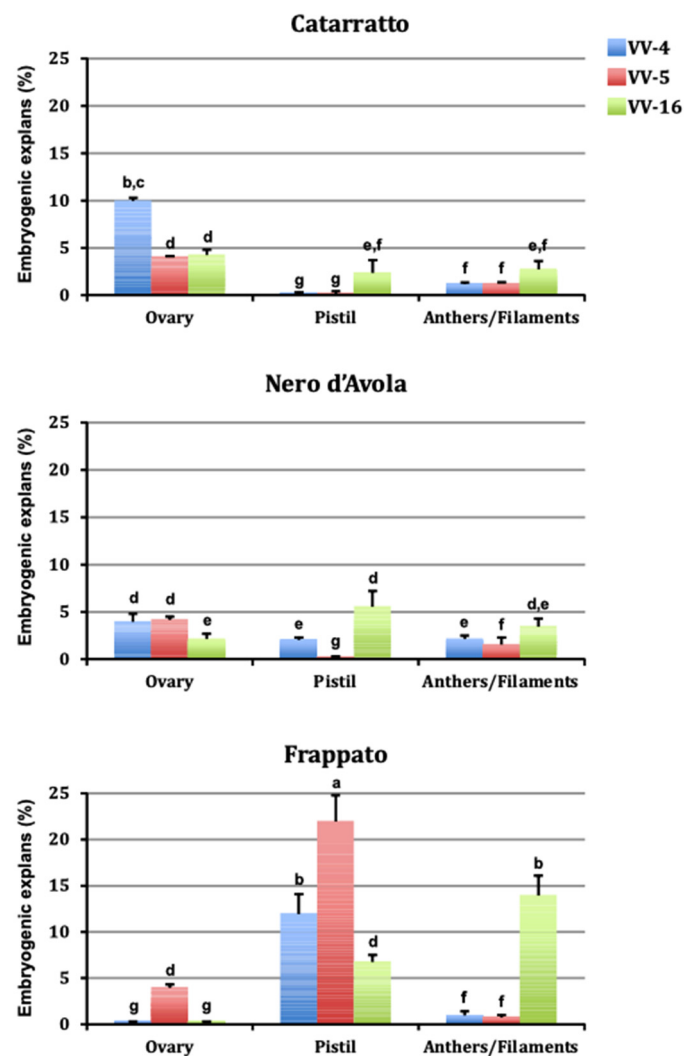 Catarratto
VV-4
VV-5
VV-16
Embryogenic explans (%)
25
20
15
10
5
0
b,c
d
d
g
g
e,f
f
f
e,f
Ovary
Pistil
Anthers/Filaments
Nero d'Avola
Embryogenic explans (%)
25
20
15
10
5
0
d
d
e
e
g
d
e
f
d,e
Ovary
Pistil
Anthers/Filaments
Frappato
Embryogenic explans (%)
25
20
15
10
5
0
g
d
g
b
a
d
f
f
b
Ovary
Pistil
Anthers/Filaments